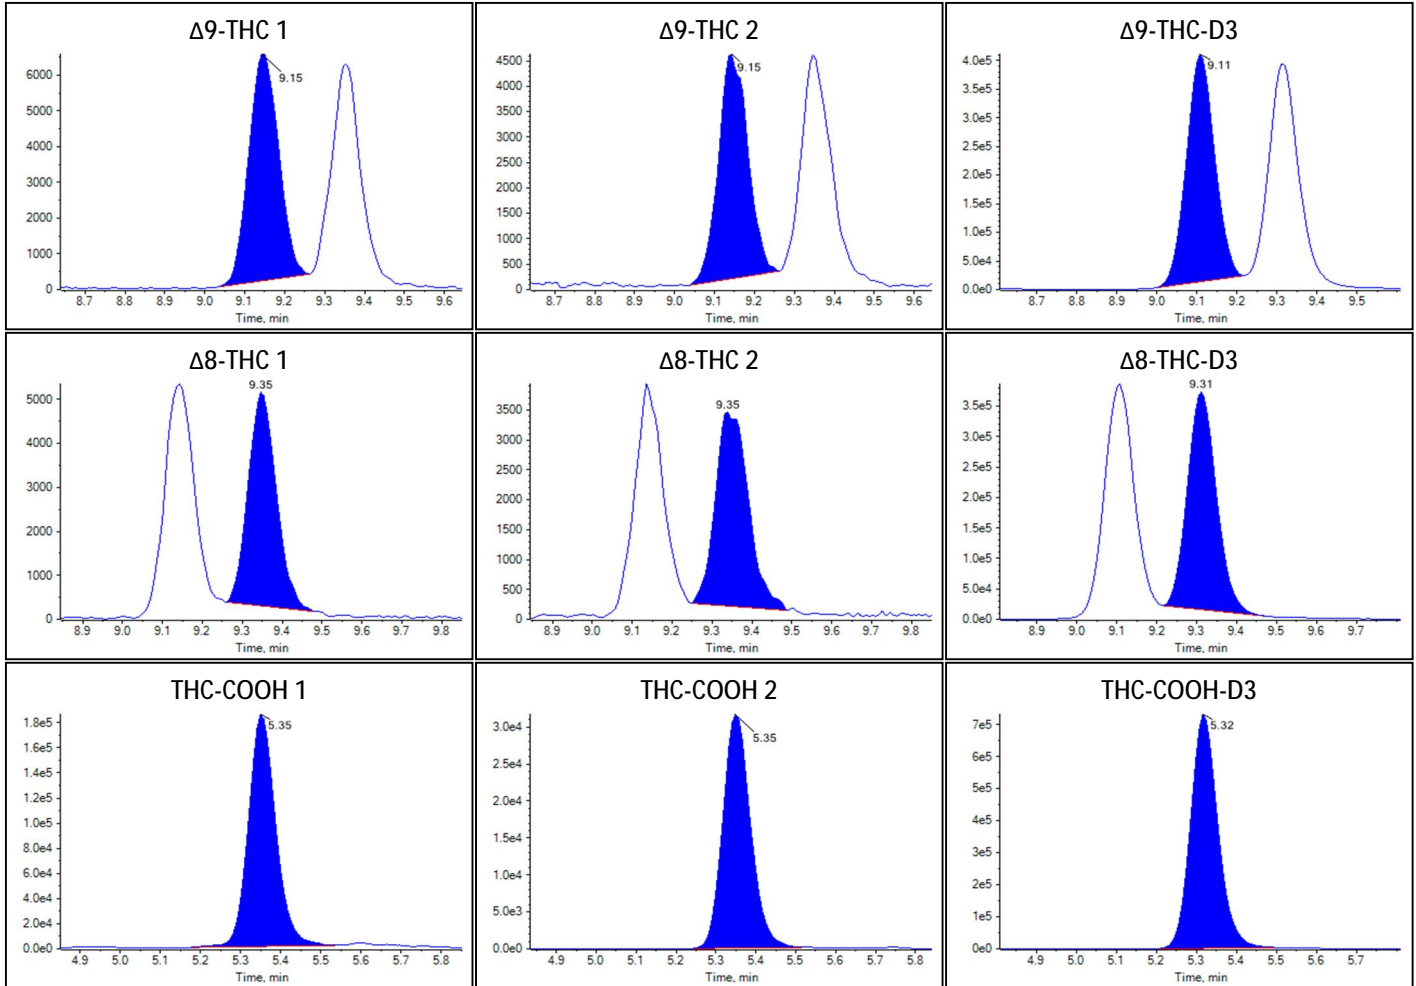 Δ9-THC 1
6000
5000
4000
3000
2000
1000
0
9.15
8.7 8.8 8.9 9.0 9.1 9.2 9.3 9.4 9.5 9.6
Time, min
Δ9-THC 2
4500
4000
3500
3000
2500
2000
1500
1000
500
0
9.15
8.7 8.8 8.9 9.0 9.1 9.2 9.3 9.4 9.5 9.6
Time, min
Δ9-THC-D3
4.0e5
3.5e5
3.0e5
2.5e5
2.0e5
1.5e5
1.0e5
5.0e4
0.0e0
9.11
8.7 8.8 8.9 9.0 9.1 9.2 9.3 9.4 9.5
Time, min
Δ8-THC 1
5000
4000
3000
2000
1000
0
9.35
8.9 9.0 9.1 9.2 9.3 9.4 9.5 9.6 9.7 9.8
Time, min
Δ8-THC 2
3500
3000
2500
2000
1500
1000
500
0
9.35
8.9 9.0 9.1 9.2 9.3 9.4 9.5 9.6 9.7 9.8
Time, min
Δ8-THC-D3
3.5e5
3.0e5
2.5e5
2.0e5
1.5e5
1.0e5
5.0e4
0.0e0
9.31
8.9 9.0 9.1 9.2 9.3 9.4 9.5 9.6 9.7
Time, min
THC-COOH 1
1.8e5
1.6e5
1.4e5
1.2e5
1.0e5
8.0e4
6.0e4
4.0e4
2.0e4
0.0e0
5.35
4.9 5.0 5.1 5.2 5.3 5.4 5.5 5.6 5.7 5.8
Time, min
THC-COOH 2
3.0e4
2.5e4
2.0e4
1.5e4
1.0e4
5.0e3
0.0e0
5.35
4.9 5.0 5.1 5.2 5.3 5.4 5.5 5.6 5.7 5.8
Time, min
THC-COOH-D3
7e5
6e5
5e5
4e5
3e5
2e5
1e5
0e0
5.32
4.9 5.0 5.1 5.2 5.3 5.4 5.5 5.6 5.7
Time, min